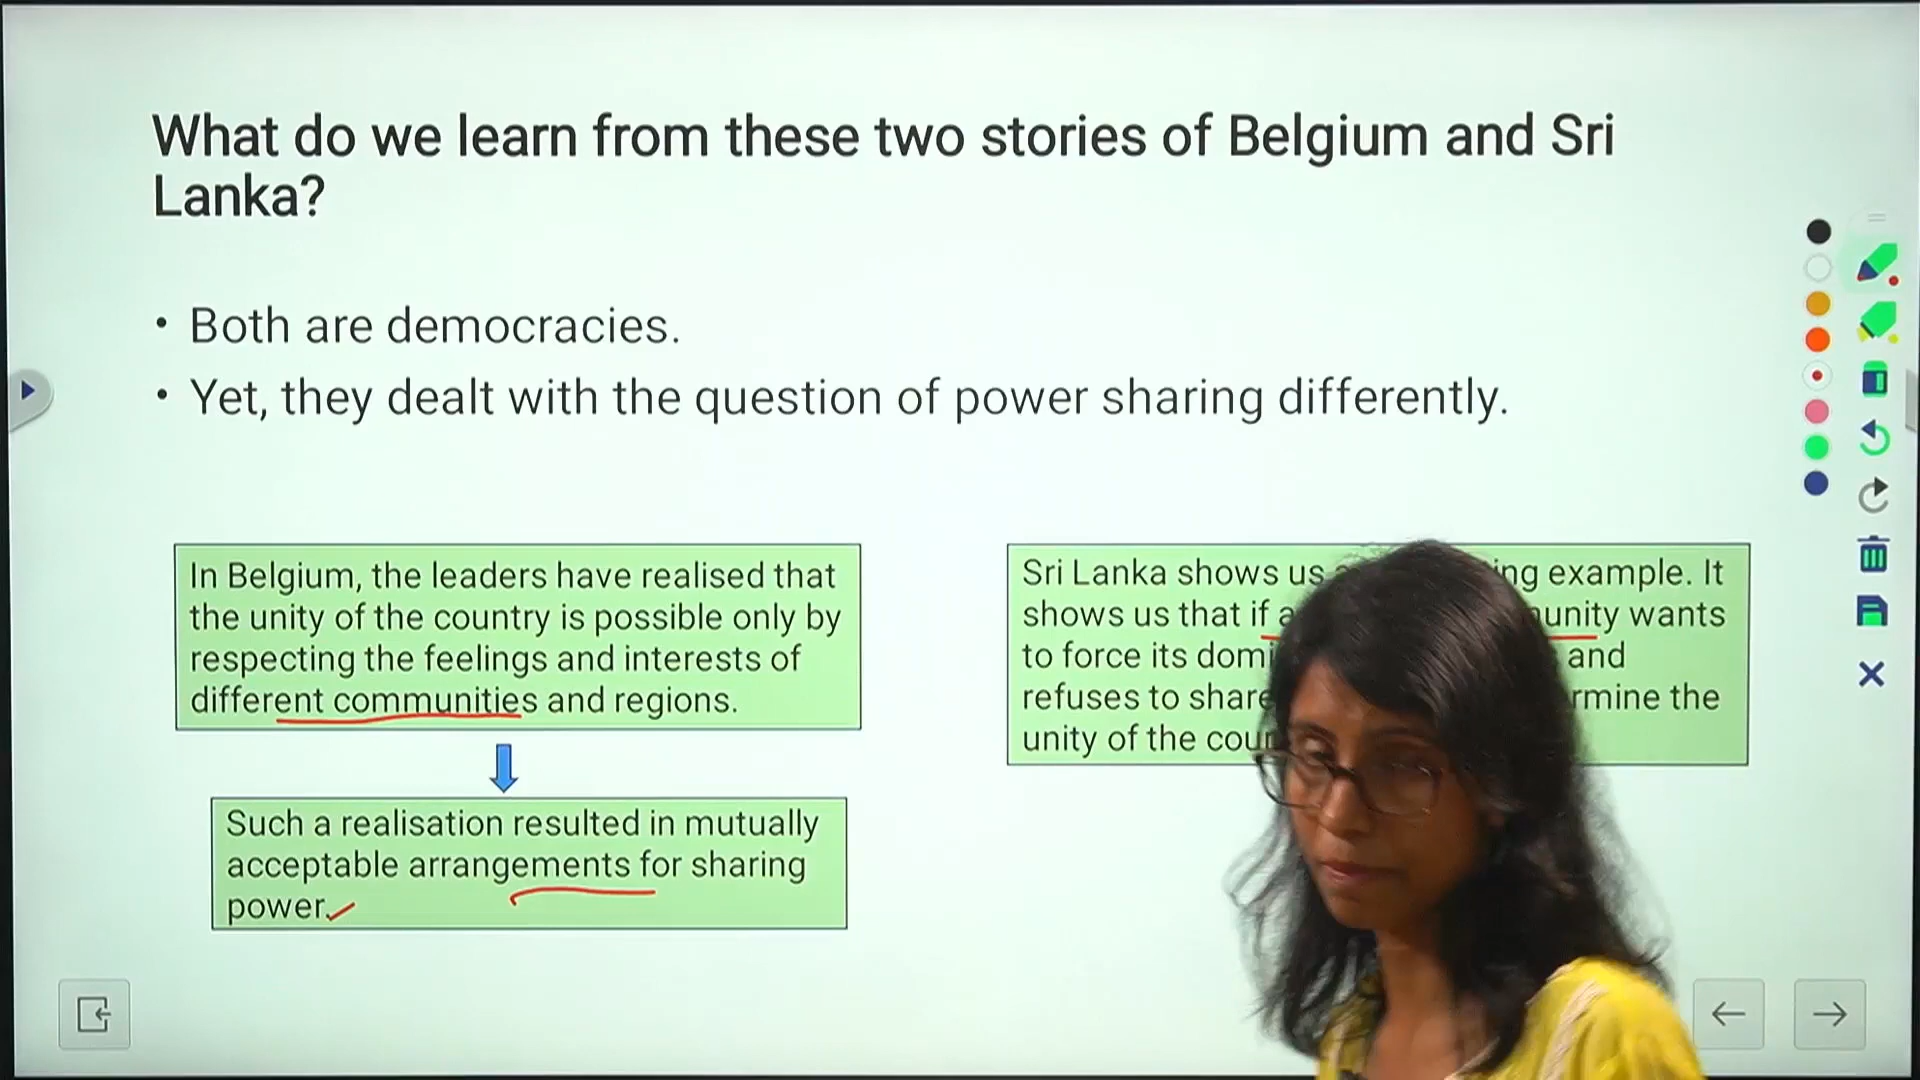 What do we learn from these two stories of Belgium and Sri
Lanka?
• Both are democracies.
• Yet, they dealt with the question of power sharing differently.
In Belgium, the leaders have realised that
the unity of the country is possible only by
respecting the feelings and interests of
different communities and regions.
Such a realisation resulted in mutually
acceptable arrangements for sharing
power.
Sri Lanka shows us example. It
shows us that if wants
to force its and
refuses to share the
unity of the